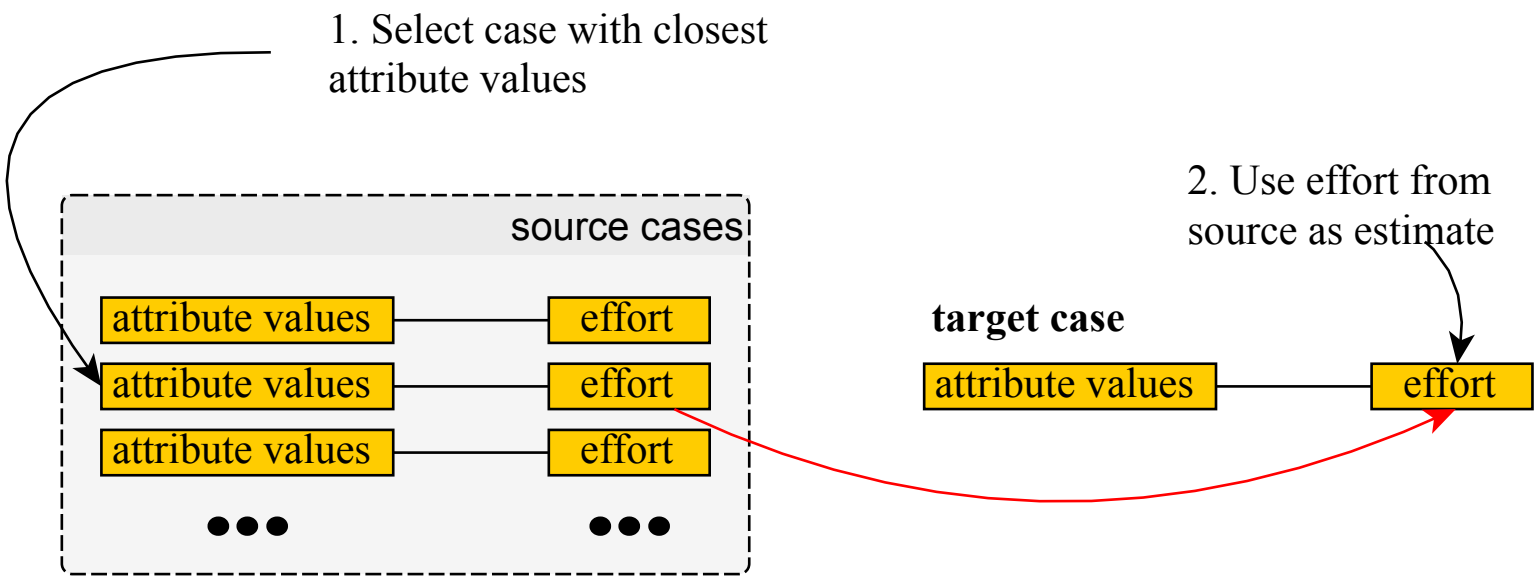 1. Select case with closest
attribute values
2. Use effort from
source as estimate
source cases
attribute values effort
target case
attribute values effort
attribute values effort
attribute values effort